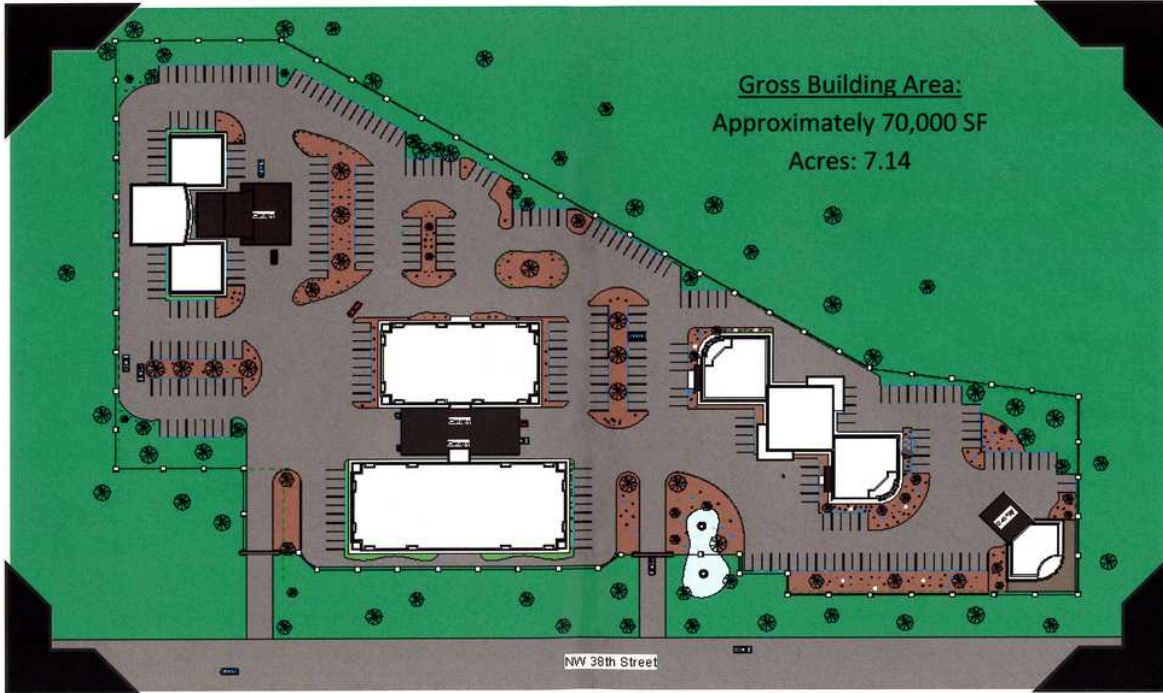 Gross Building Area:
Approximately 70,000 SF
Acres: 7.14
NW 38th Street